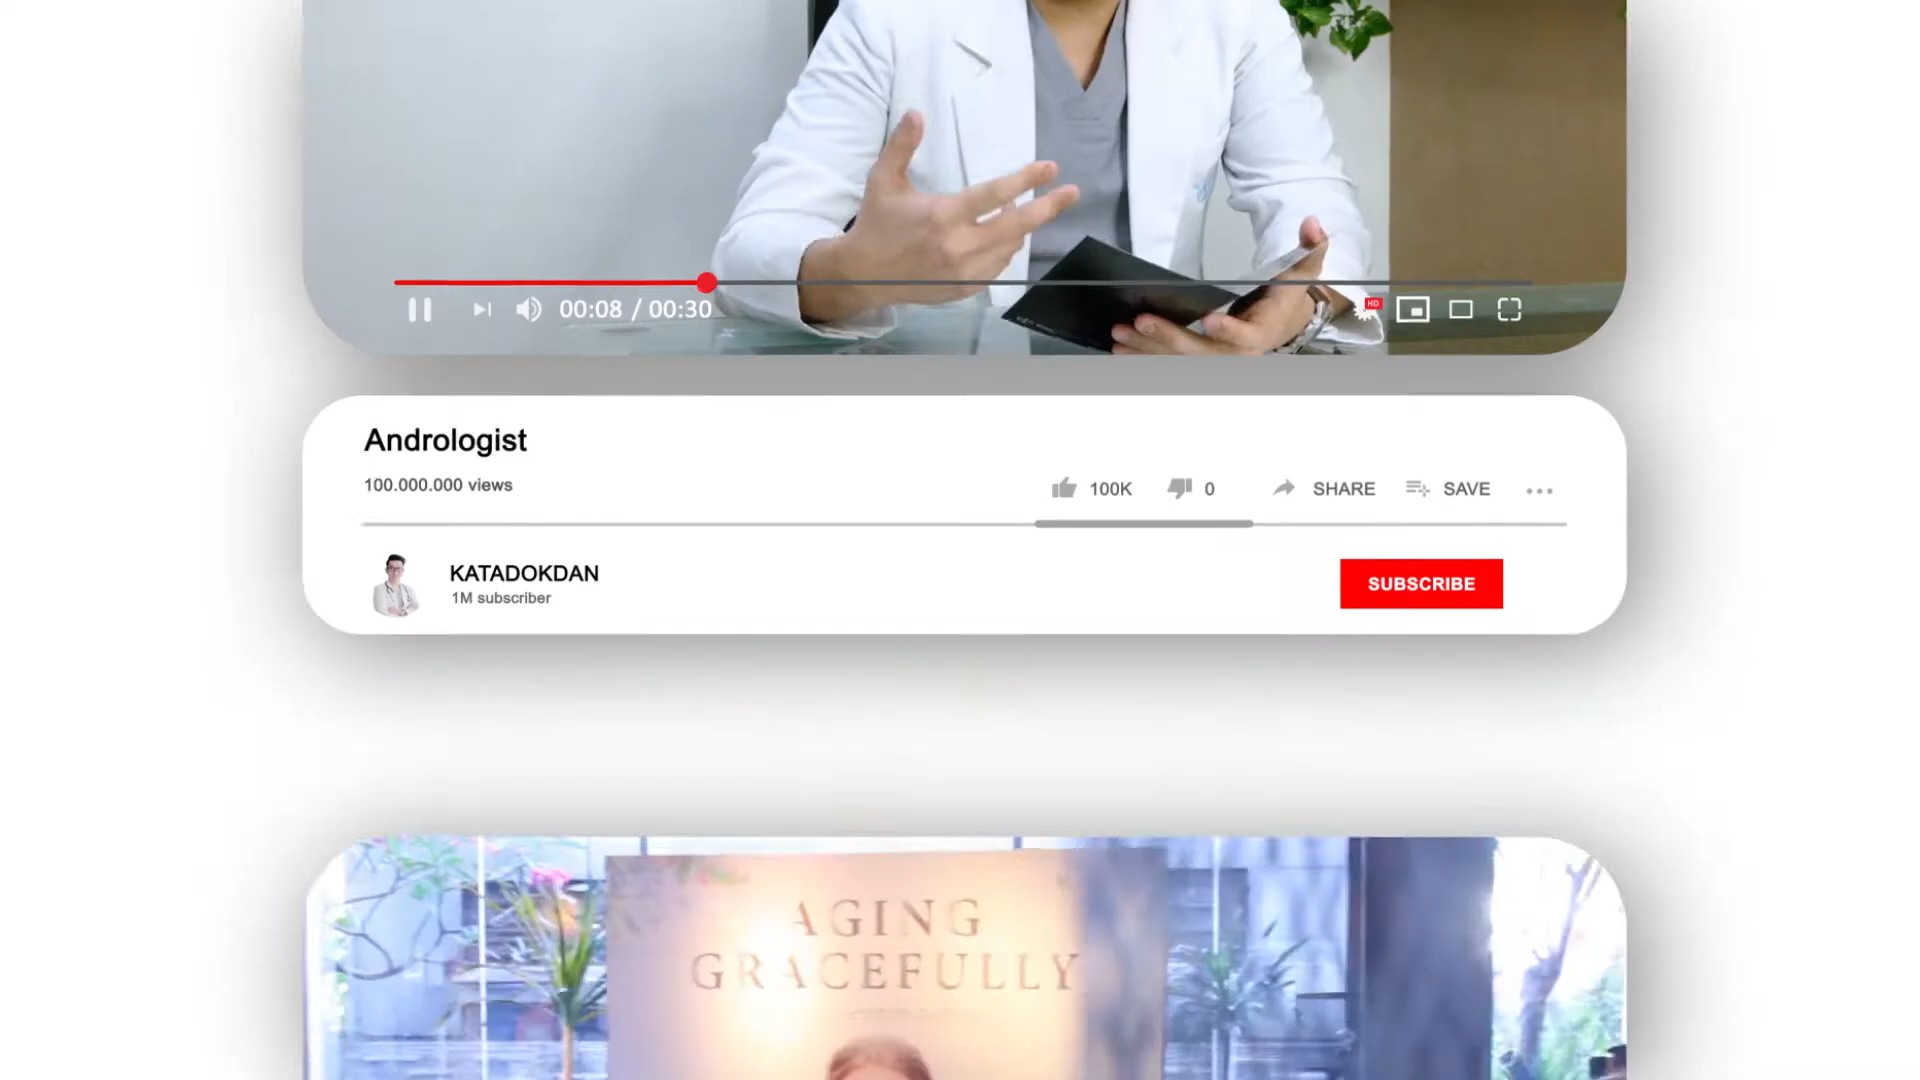 00:08 / 00:30
HD
Andrologist
100.000.000 views
100K
0
SHARE
SAVE
KATADOKDAN
1M subscriber
SUBSCRIBE
AGING
GRACEFULLY